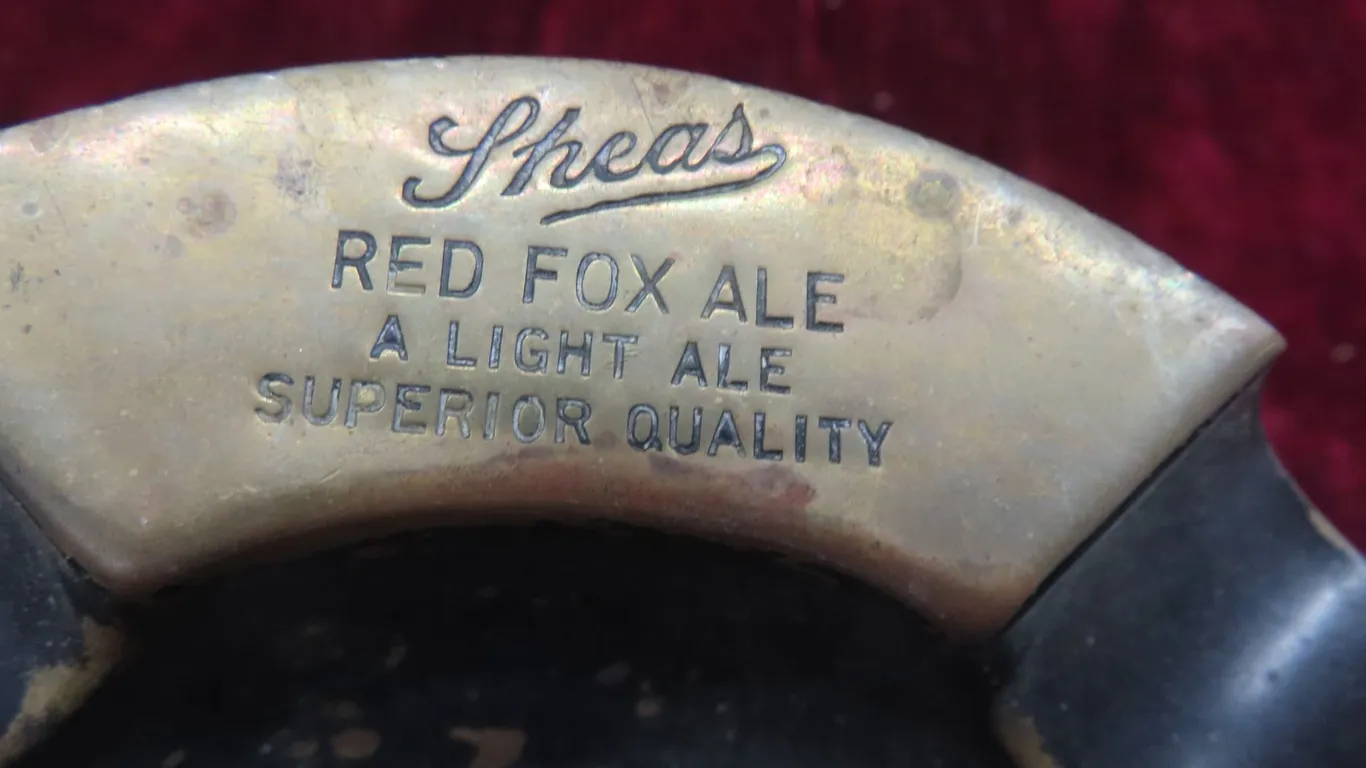 Sheas
RED FOX ALE
A LIGHT ALE
SUPERIOR QUALITY